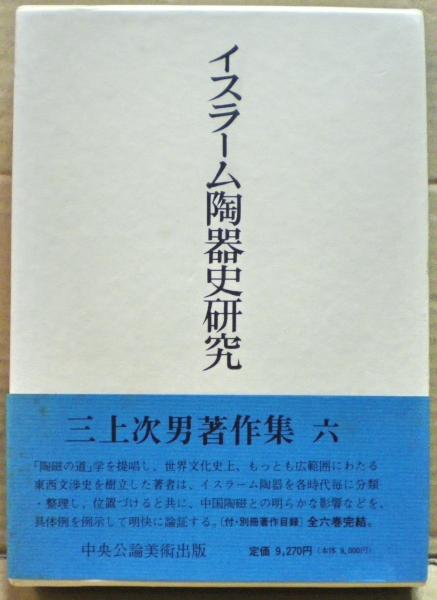 イスラーム陶器史研究
三上次男著作集 六
「陶磁の道」学を提唱し、世界文化史上、もっとも広範囲にわたる
東西文渉史を樹立した著者は、イスラーム陶器を各時代毎に分類
・整理し、位置づけると共に、中国陶磁との明らかな影響などを、
具体例を例示して明快に論証する。〔付・別冊著作目録〕全六巻完結。
中央公論美術出版 定価 9,270円（本体 9,000円）